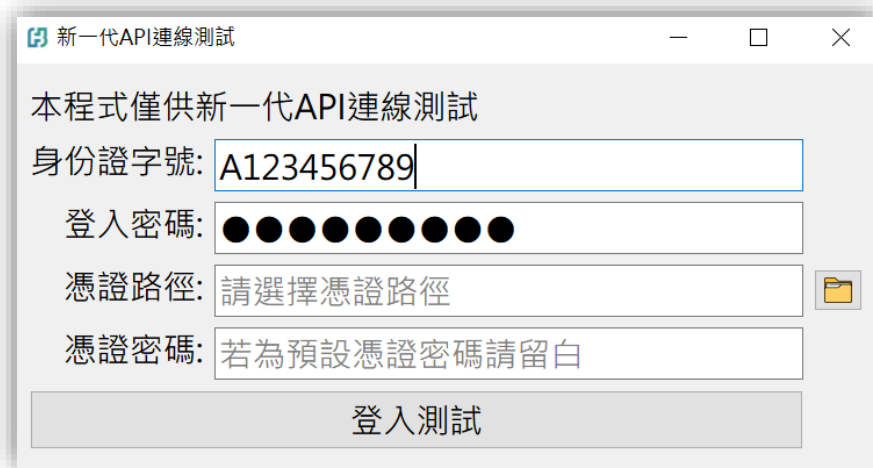 新一代API連線測試
本程式僅供新一代API連線測試
身份證字號: A123456789
登入密碼: ●●●●●●●●●
憑證路徑: 請選擇憑證路徑
憑證密碼: 若為預設憑證密碼請留白
登入測試